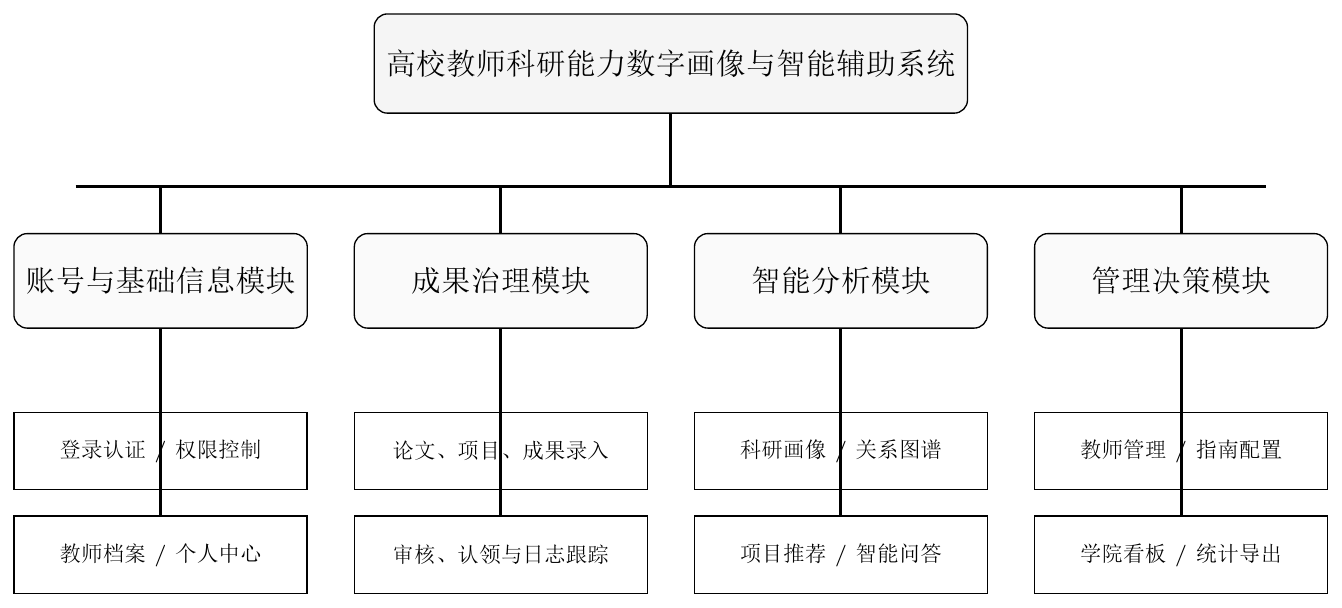 高校教师科研能力数字画像与智能辅助系统
账号与基础信息模块
成果治理模块
智能分析模块
管理决策模块
登录认证 / 权限控制
论文、项目、成果录入
科研画像 / 关系图谱
教师管理 / 指南配置
教师档案 / 个人中心
审核、认领与日志跟踪
项目推荐 / 智能问答
学院看板 / 统计导出